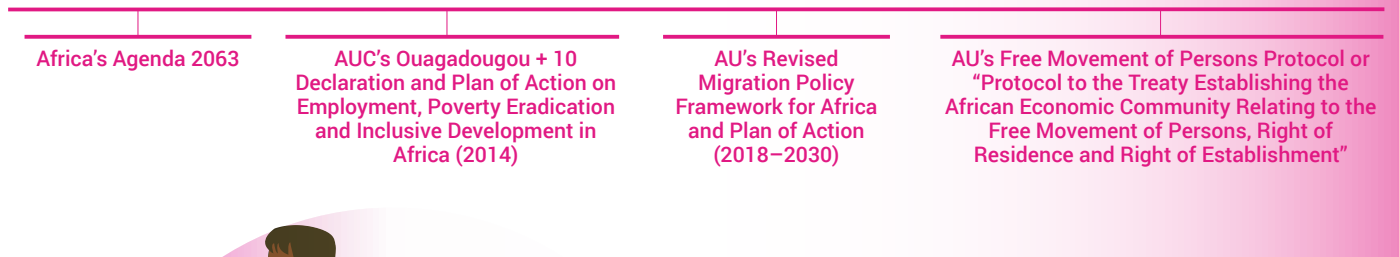 Africa’s Agenda 2063
AUC’s Ouagadougou + 10
Declaration and Plan of Action on
Employment, Poverty Eradication
and Inclusive Development in
Africa (2014)
AU’s Revised
Migration Policy
Framework for Africa
and Plan of Action
(2018–2030)
AU’s Free Movement of Persons Protocol or
“Protocol to the Treaty Establishing the
African Economic Community Relating to the
Free Movement of Persons, Right of
Residence and Right of Establishment”